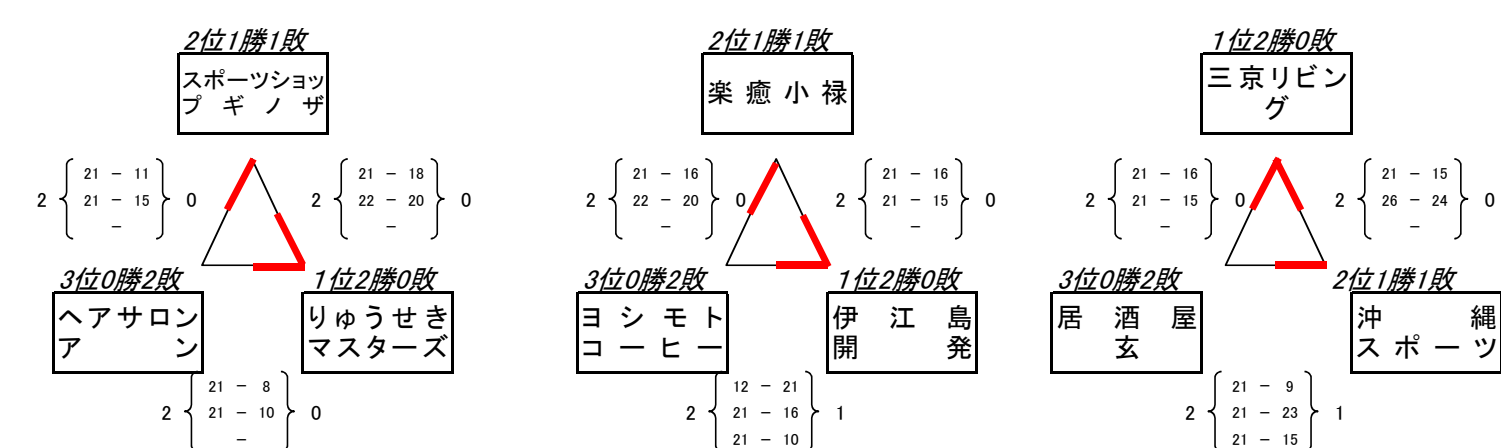 2位1勝1敗
スポーツショッ
プギノザ
2 21 － 11 0
21 － 15
－
2 21 － 18 0
22 － 20
－
3位0勝2敗
ヘアサロン
アン
1位2勝0敗
りゅうせき
マスターズ
2 21 － 8 0
21 － 10
－
2位1勝1敗
楽癒小禄
2 21 － 16 0
22 － 20
－
2 21 － 16 0
21 － 15
－
3位0勝2敗
ヨシモト
コーヒー
1位2勝0敗
伊江島
開発
2 12 － 21 1
21 － 16
21 － 10
1位2勝0敗
三京リビン
グ
2 21 － 16 0
21 － 15
－
2 21 － 15 0
26 － 24
－
3位0勝2敗
居酒屋
玄
2位1勝1敗
沖縄
スポーツ
2 21 － 9 1
21 － 23
21 － 15